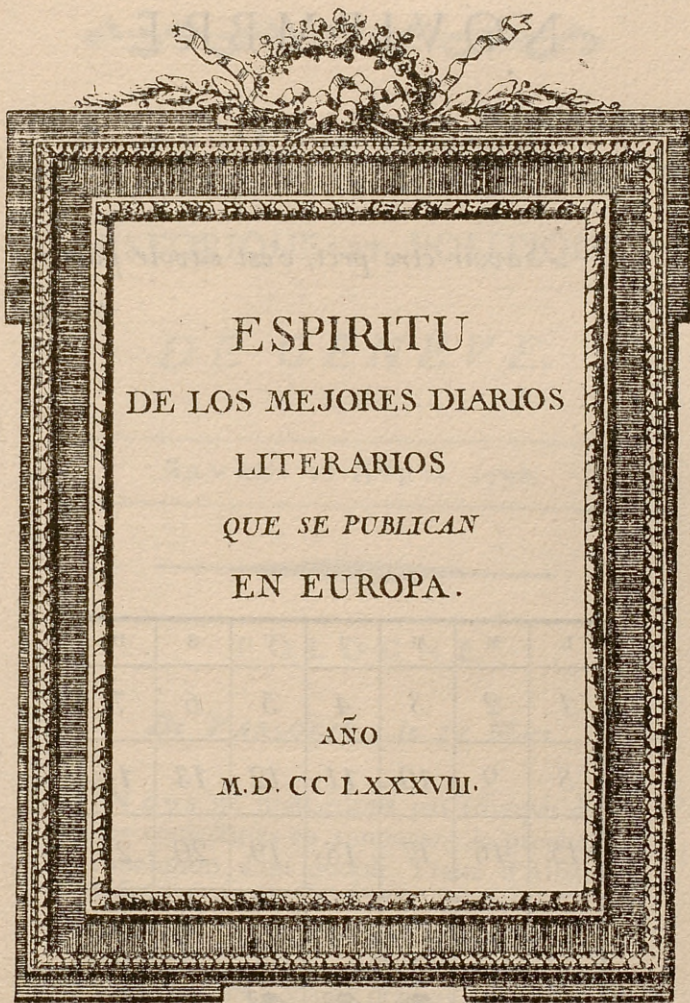 ESPIRITU
DE LOS MEJORES DIARIOS
LITERARIOS
QUE SE PUBLICAN
EN EUROPA.
AÑO
M.D.CC LXXXVIII.